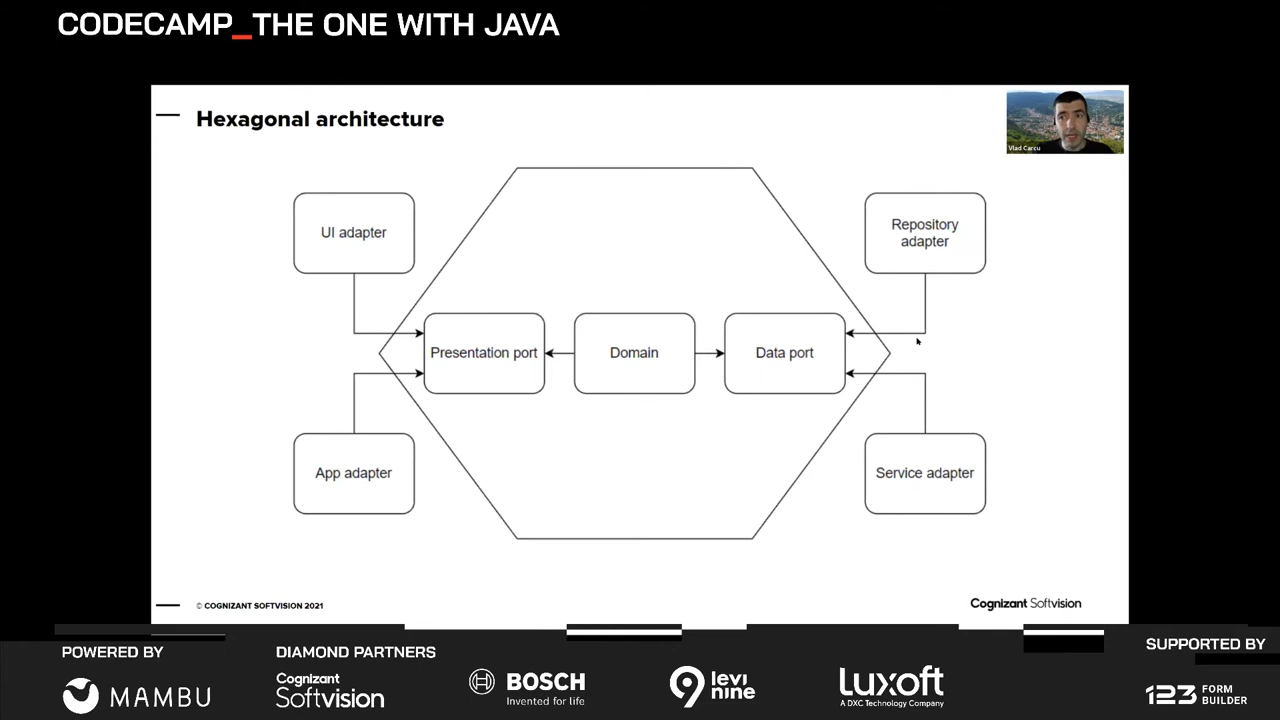 CODECAMP_THE ONE WITH JAVA
Hexagonal architecture
Vlad Carcu
UI adapter
Repository
adapter
Presentation port
Domain
Data port
App adapter
Service adapter
© COGNIZANT SOFTVISION 2021
Cognizant Softvision
POWERED BY
MAMBU
DIAMOND PARTNERS
Cognizant
Softvision
BOSCH
Invented for life
levi
nine
Luxoft
A DXC Technology Company
SUPPORTED BY
123 FORM
BUILDER